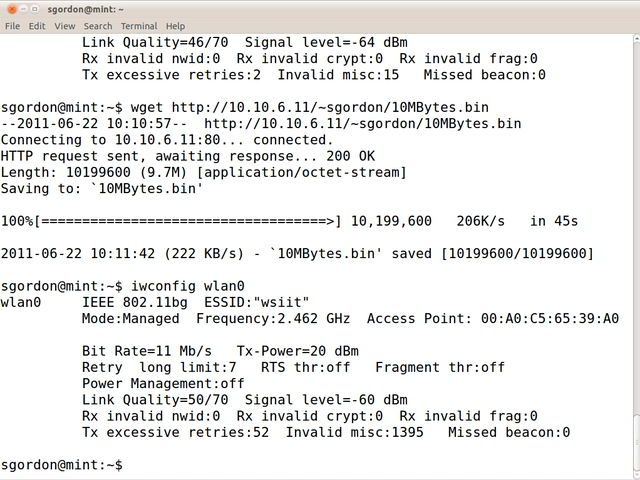 sgordon@mint: ~
File Edit View Search Terminal Help
Link Quality=46/70 Signal level=-64 dBm
Rx invalid nwid:0 Rx invalid crypt:0 Rx invalid frag:0
Tx excessive retries:2 Invalid misc:15 Missed beacon:0
sgordon@mint:~$ wget http://10.10.6.11/~sgordon/10MBytes.bin
--2011-06-22 10:10:57-- http://10.10.6.11/~sgordon/10MBytes.bin
Connecting to 10.10.6.11:80... connected.
HTTP request sent, awaiting response... 200 OK
Length: 10199600 (9.7M) [application/octet-stream]
Saving to: `10MBytes.bin'
100%[===================================>] 10,199,600 206K/s in 45s
2011-06-22 10:11:42 (222 KB/s) - `10MBytes.bin' saved [10199600/10199600]
sgordon@mint:~$ iwconfig wlan0
wlan0 IEEE 802.11bg ESSID:"wsiit"
Mode:Managed Frequency:2.462 GHz Access Point: 00:A0:C5:65:39:A0
Bit Rate=11 Mb/s Tx-Power=20 dBm
Retry long limit:7 RTS thr:off Fragment thr:off
Power Management:off
Link Quality=50/70 Signal level=-60 dBm
Rx invalid nwid:0 Rx invalid crypt:0 Rx invalid frag:0
Tx excessive retries:52 Invalid misc:1395 Missed beacon:0
sgordon@mint:~$